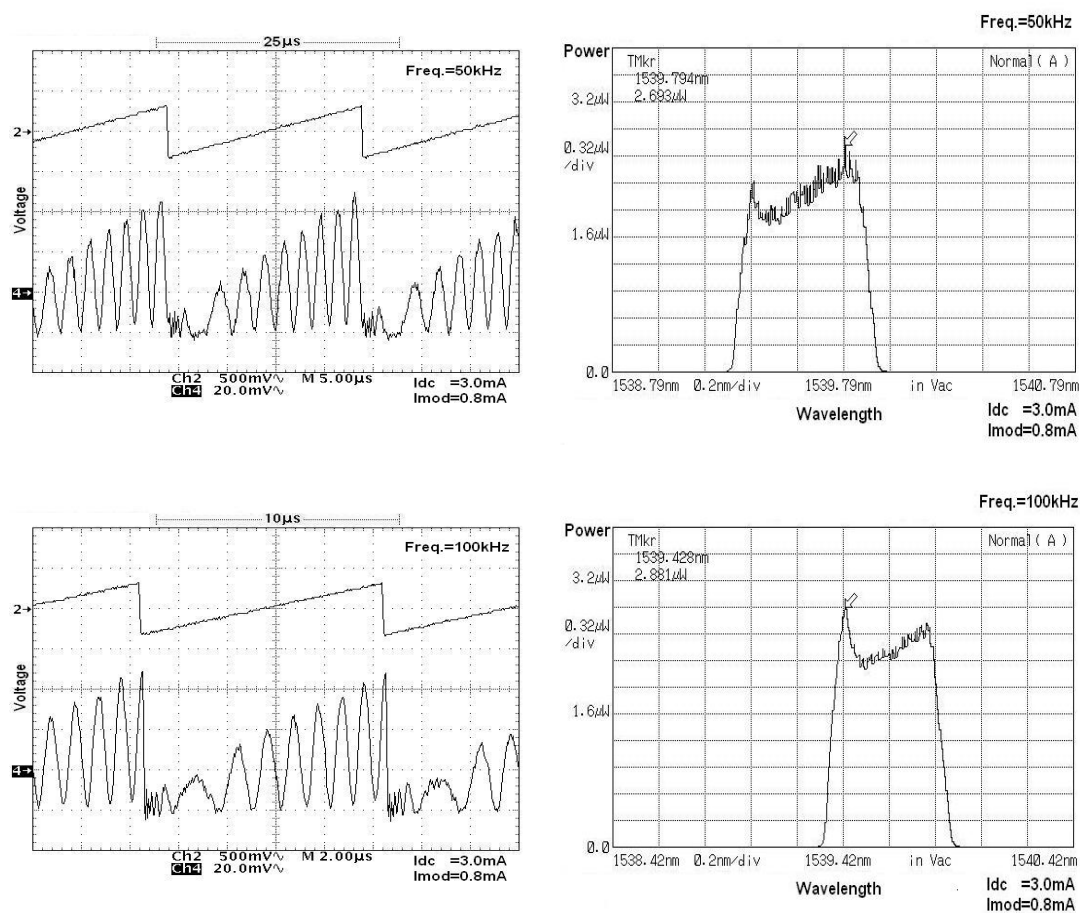 25µs
Freq.=50kHz
2→
Voltage
4→
Ch2 500mV∿ M 5.00µs
Ch4 20.0mV∿
Idc =3.0mA
Imod=0.8mA
Freq.=50kHz
Power
TMkr
1539.794nm
2.693µW
Normal(A)
3.2µW
0.32µW
/div
1.6µW
0.0
1538.79nm 0.2nm/div 1539.79nm in Vac 1540.79nm
Wavelength
Idc =3.0mA
Imod=0.8mA
10µs
Freq.=100kHz
2→
Voltage
4→
Ch2 500mV∿ M 2.00µs
Ch4 20.0mV∿
Idc =3.0mA
Imod=0.8mA
Freq.=100kHz
Power
TMkr
1539.428nm
2.881µW
Normal(A)
3.2µW
0.32µW
/div
1.6µW
0.0
1538.42nm 0.2nm/div 1539.42nm in Vac 1540.42nm
Wavelength
Idc =3.0mA
Imod=0.8mA